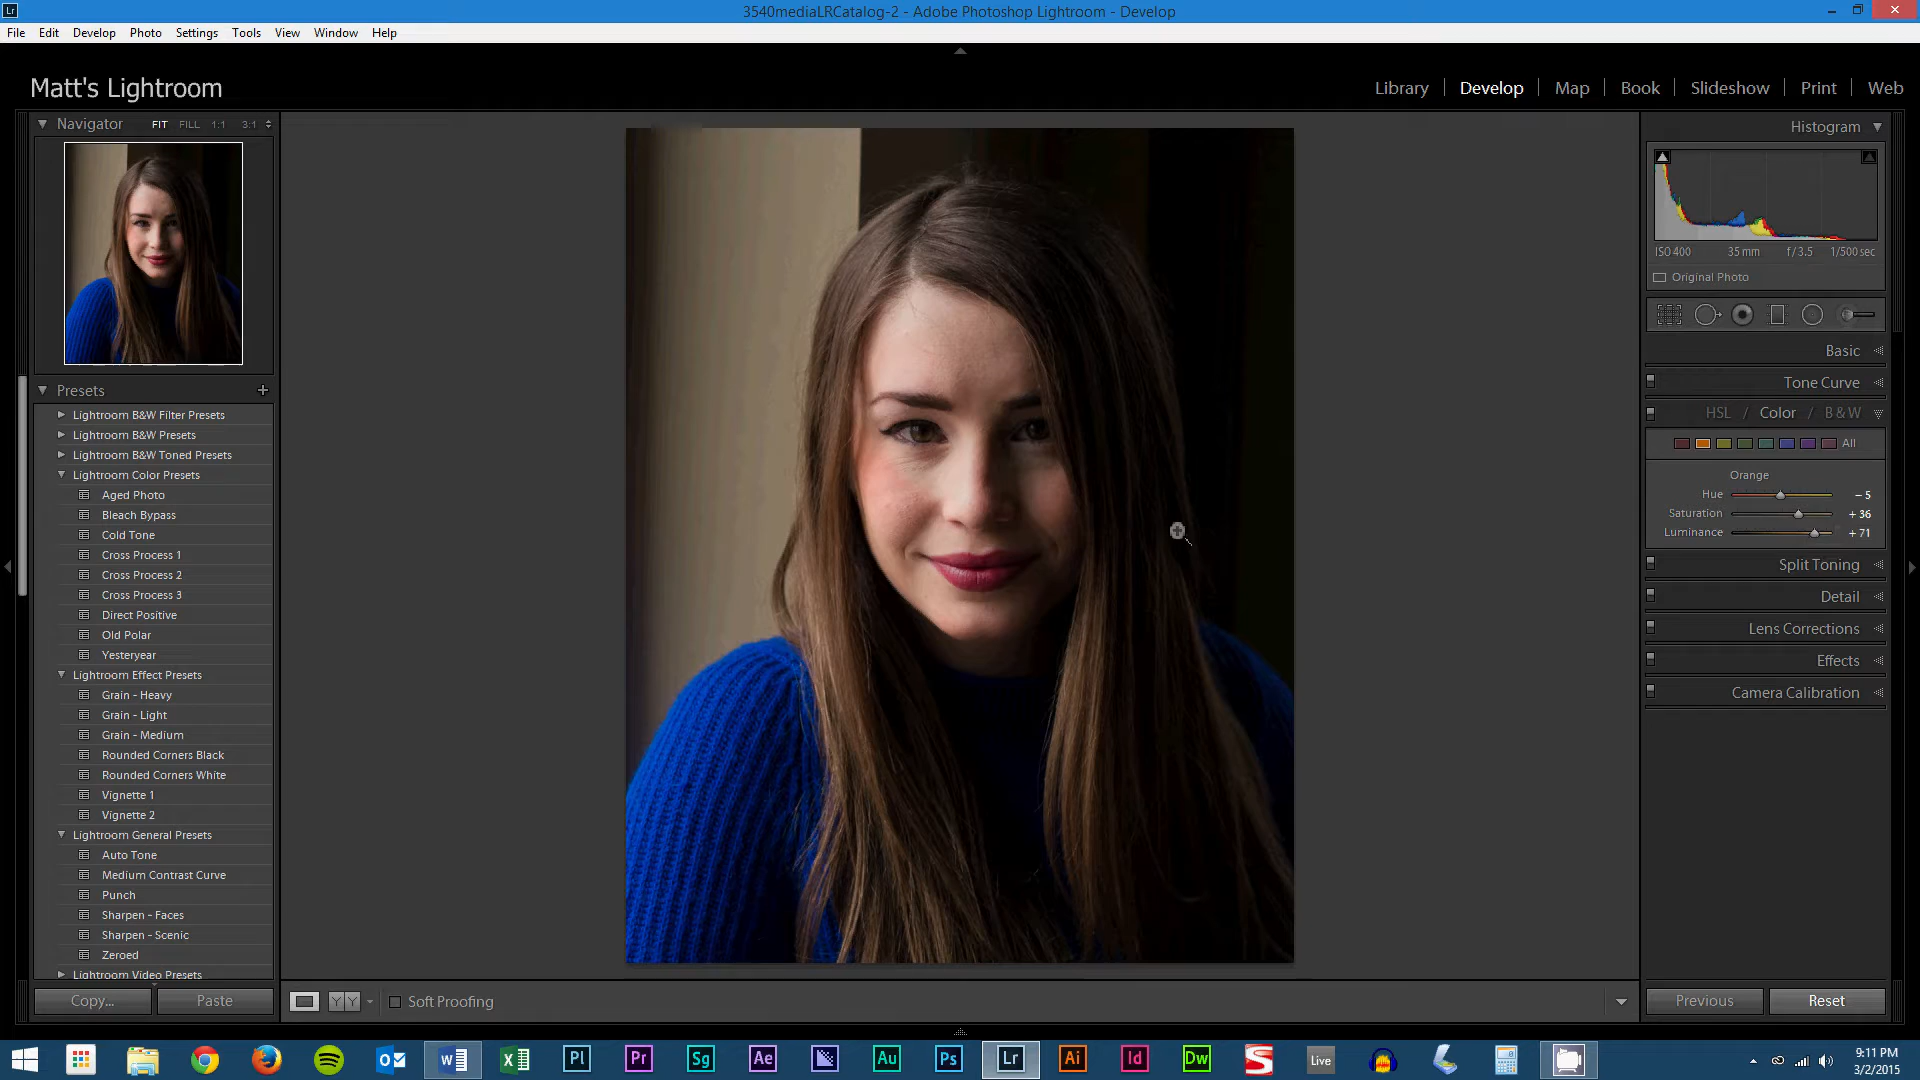 Lr 3540mediaLRCatalog-2 - Adobe Photoshop Lightroom - Develop
File Edit Develop Photo Settings Tools View Window Help
Matt's Lightroom
Library Develop Map Book Slideshow Print Web
Navigator FIT FILL 1:1 3:1
Presets +
Lightroom B&W Filter Presets
Lightroom B&W Presets
Lightroom B&W Toned Presets
Lightroom Color Presets
Aged Photo
Bleach Bypass
Cold Tone
Cross Process 1
Cross Process 2
Cross Process 3
Direct Positive
Old Polar
Yesteryear
Lightroom Effect Presets
Grain - Heavy
Grain - Light
Grain - Medium
Rounded Corners Black
Rounded Corners White
Vignette 1
Vignette 2
Lightroom General Presets
Auto Tone
Medium Contrast Curve
Punch
Sharpen - Faces
Sharpen - Scenic
Zeroed
Lightroom Video Presets
Copy... Paste
YY Soft Proofing
Histogram
ISO 400 35 mm f / 3.5 1/500 sec
Original Photo
Basic
Tone Curve
HSL / Color / B & W
All
Orange
Hue - 5
Saturation + 36
Luminance + 71
Split Toning
Detail
Lens Corrections
Effects
Camera Calibration
Previous Reset
Pl Pr Sg Ae Au Ps Lr Ai Id Dw S Live
9:11 PM
3/2/2015